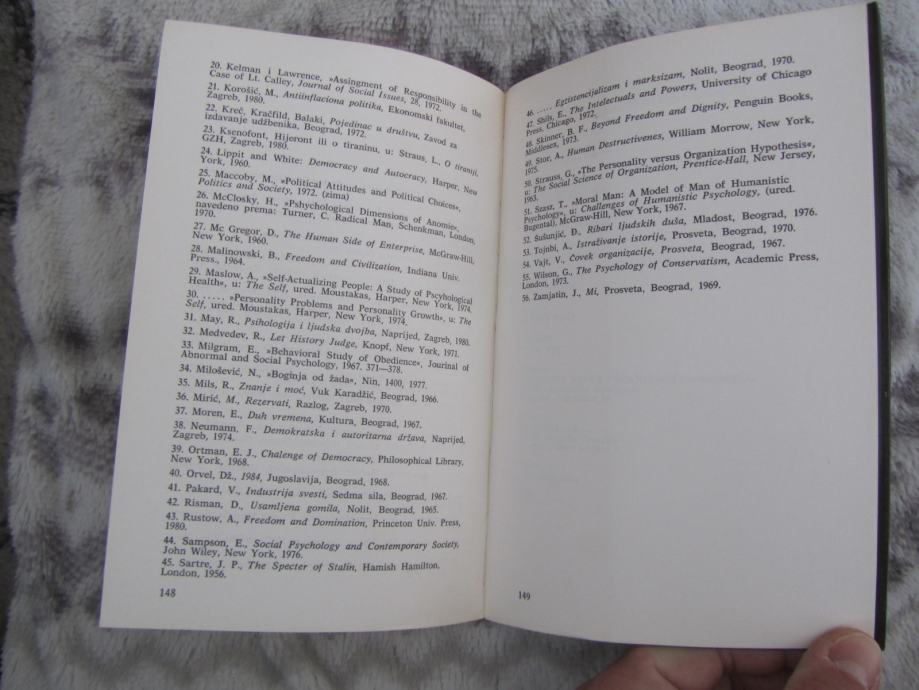 20. Kelman i Lawrence, »Assingment of Responsibility in the
Case of Lt. Calley, Journal of Social Issues, 28, 1972.
21. Korošić, M., Antiinflaciona politika, Ekonomski fakultet,
Zagreb, 1980.
22. Kreč, Kračfild, Balaki, Pojedinac u društvu, Zavod za
izdavanje udžbenika, Beograd, 1972.
23. Ksenofont, Hijeront ili o tiraninu, u: Straus, L., O tiraniji,
GZH, Zagreb, 1980.
24. Lippit and White: Democracy and Autocracy, Harper, New
York, 1960.
25. Maccoby, M., »Political Attitudes and Political Choices«,
Politics and Society, 1972, (zima)
26. McClosky, H., »Pshychological Dimensions of Anomie«,
navedeno prema: Turner, C. Radical Man, Schenkman, London,
1970.
27. Mc Gregor, D., The Human Side of Enterprise, McGraw-Hill,
New York, 1960.
28. Malinowski, B., Freedom and Civilization, Indiana Univ.
Press., 1964.
29. Maslow, A., »Self-Actualizing People: A Study of Pscyhological
Health«, u: The Self, ured. Moustakas, Harper, New York, 1974.
30. ..... »Personality Problems and Personality Growth«, u: The
Self, ured. Moustakas, Harper, New York, 1974.
31. May, R., Psihologija i ljudska dvojba, Naprijed, Zagreb, 1980.
32. Medvedev, R., Let History Judge, Knopf, New York, 1971.
33. Milgram, E., »Behavioral Study of Obedience«, Journal of
Abnormal and Social Psychology, 1967. 371—378.
34. Milošević, N., »Boginja od žada«, Nin, 1400, 1977.
35. Mils, R., Znanje i moć, Vuk Karadžić, Beograd, 1966.
36. Mirić, M., Rezervati, Razlog, Zagreb, 1970.
37. Moren, E., Duh vremena, Kultura, Beograd, 1967.
38. Neumann, F., Demokratska i autoritarna država, Naprijed,
Zagreb, 1974.
39. Ortman, E. J., Chalenge of Democracy, Philosophical Library,
New York, 1968.
40. Orvel, Dž., 1984, Jugoslavija, Beograd, 1968.
41. Pakard, V., Industrija svesti, Sedma sila, Beograd, 1967.
42. Risman, D., Usamljena gomila, Nolit, Beograd, 1965.
43. Rustow, A., Freedom and Domination, Princeton Univ. Press,
1980.
44. Sampson, E., Social Psychology and Contemporary Society,
John Wiley, New York, 1976.
45. Sartre, J. P., The Specter of Stalin, Hamish Hamilton,
London, 1956.
148
46. .... Egzistencijalizam i marksizam, Nolit, Beograd, 1970.
47. Shils, E., The Intelectuals and Powers, University of Chicago
Press. Chicago, 1972.
48. Skinner, B. F., Beyond Freedom and Dignity, Penguin Books,
Middlesex, 1973.
49. Stor, A., Human Destructivenes, William Morrow, New York,
1975.
50. Strauss, G., »The Personality versus Organization Hypothesis«,
u: The Social Science of Organization, Prentice-Hall, New Jersey,
1963.
51. Szasz, T., »Moral Man: A Model of Man of Humanistic
Psychology«, u: Challenges of Humanistic Psychology, (ured.
Bugental), McGraw-Hill, New York, 1967.
52. Šušunjić, D., Ribari ljudskih duša, Mladost, Beograd, 1976.
53. Tojnbi, A., Istraživanje istorije, Prosveta, Beograd, 1970.
54. Vajt, V., Čovek organizacije, Prosveta, Beograd, 1967.
55. Wilson, G., The Psychology of Conservatism, Academic Press,
London, 1973.
56. Zamjatin, J., Mi, Prosveta, Beograd, 1969.
149